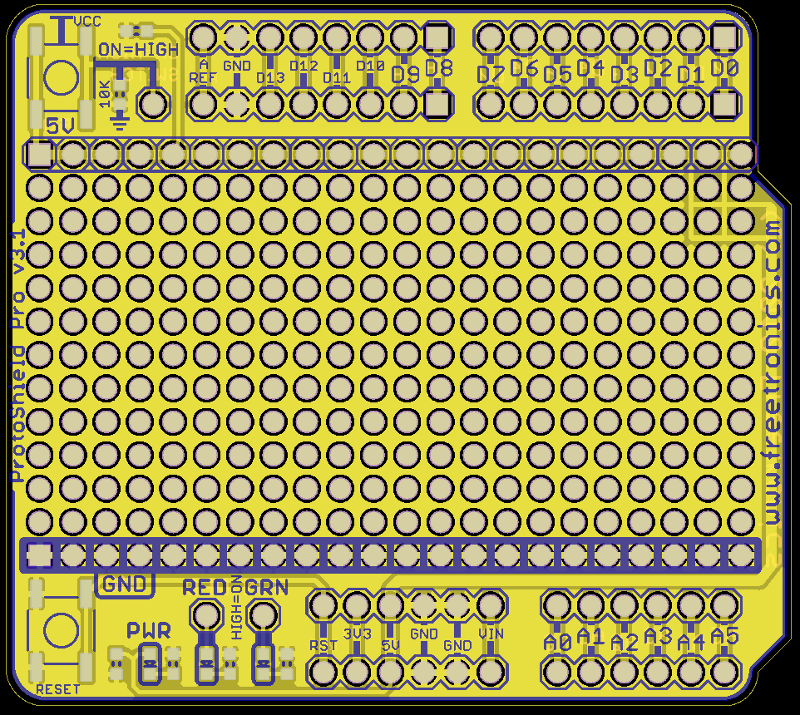 VCC
ON=HIGH
10K
5V
A REF GND D13 D12 D11 D10 D9 D8 D7 D6 D5 D4 D3 D2 D1 D0
ProtoShield Pro v3.1
www.freetronics.com
GND
RED
HIGH=ON
GRN
PWR
RST 3V3 5V GND GND VIN
A0 A1 A2 A3 A4 A5
RESET